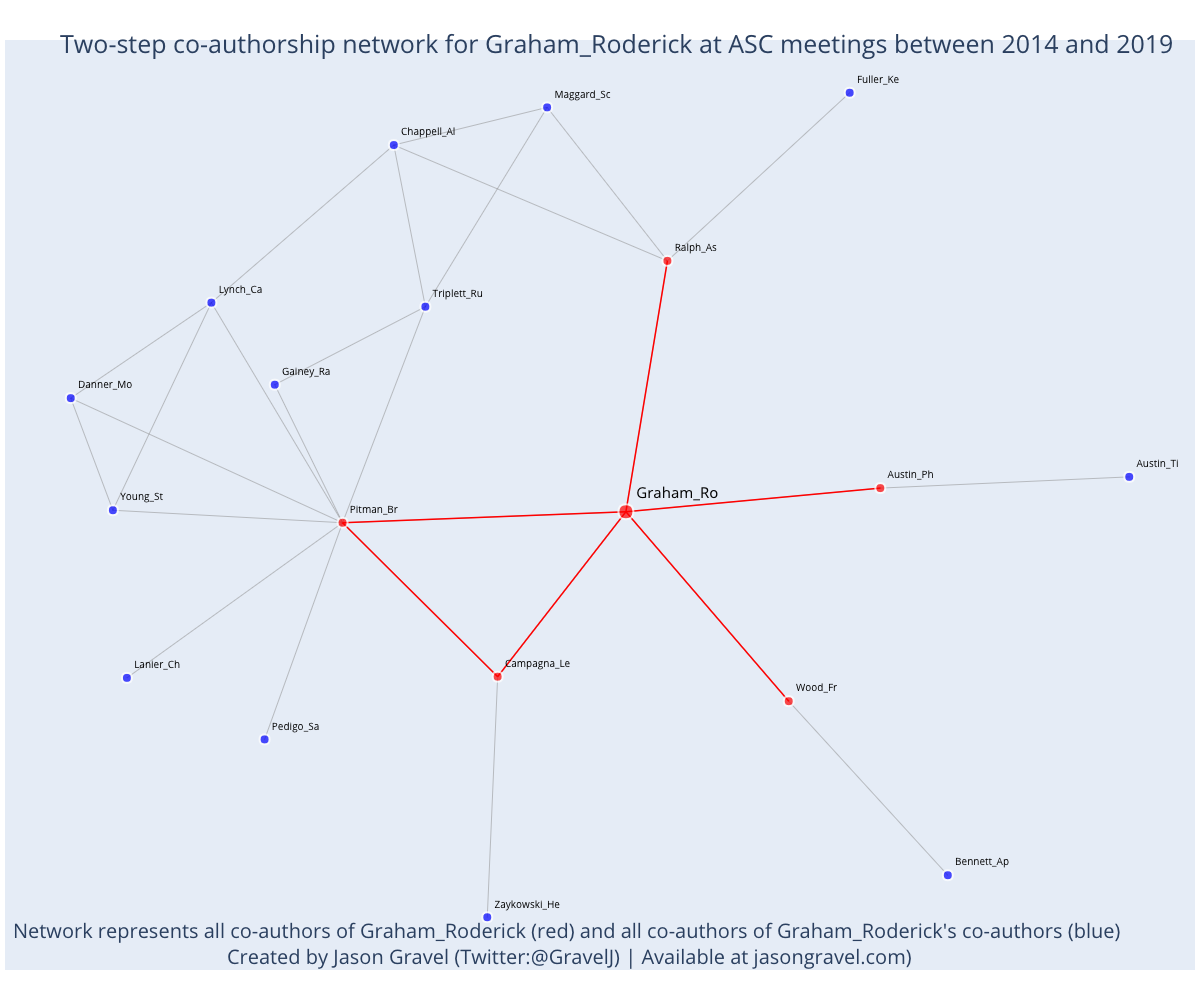 Two-step co-authorship network for Graham_Roderick at ASC meetings between 2014 and 2019
Fuller_Ke
Maggard_Sc
Chappell_Al
Ralph_As
Lynch_Ca
Triplett_Ru
Gainey_Ra
Danner_Mo
Austin_Ti
Austin_Ph
Graham_Ro
Young_St
Pitman_Br
Lanier_Ch
Campagna_Le
Wood_Fr
Pedigo_Sa
Bennett_Ap
Zaykowski_He
Network represents all co-authors of Graham_Roderick (red) and all co-authors of Graham_Roderick's co-authors (blue)
Created by Jason Gravel (Twitter:@GravelJ) | Available at jasongravel.com)